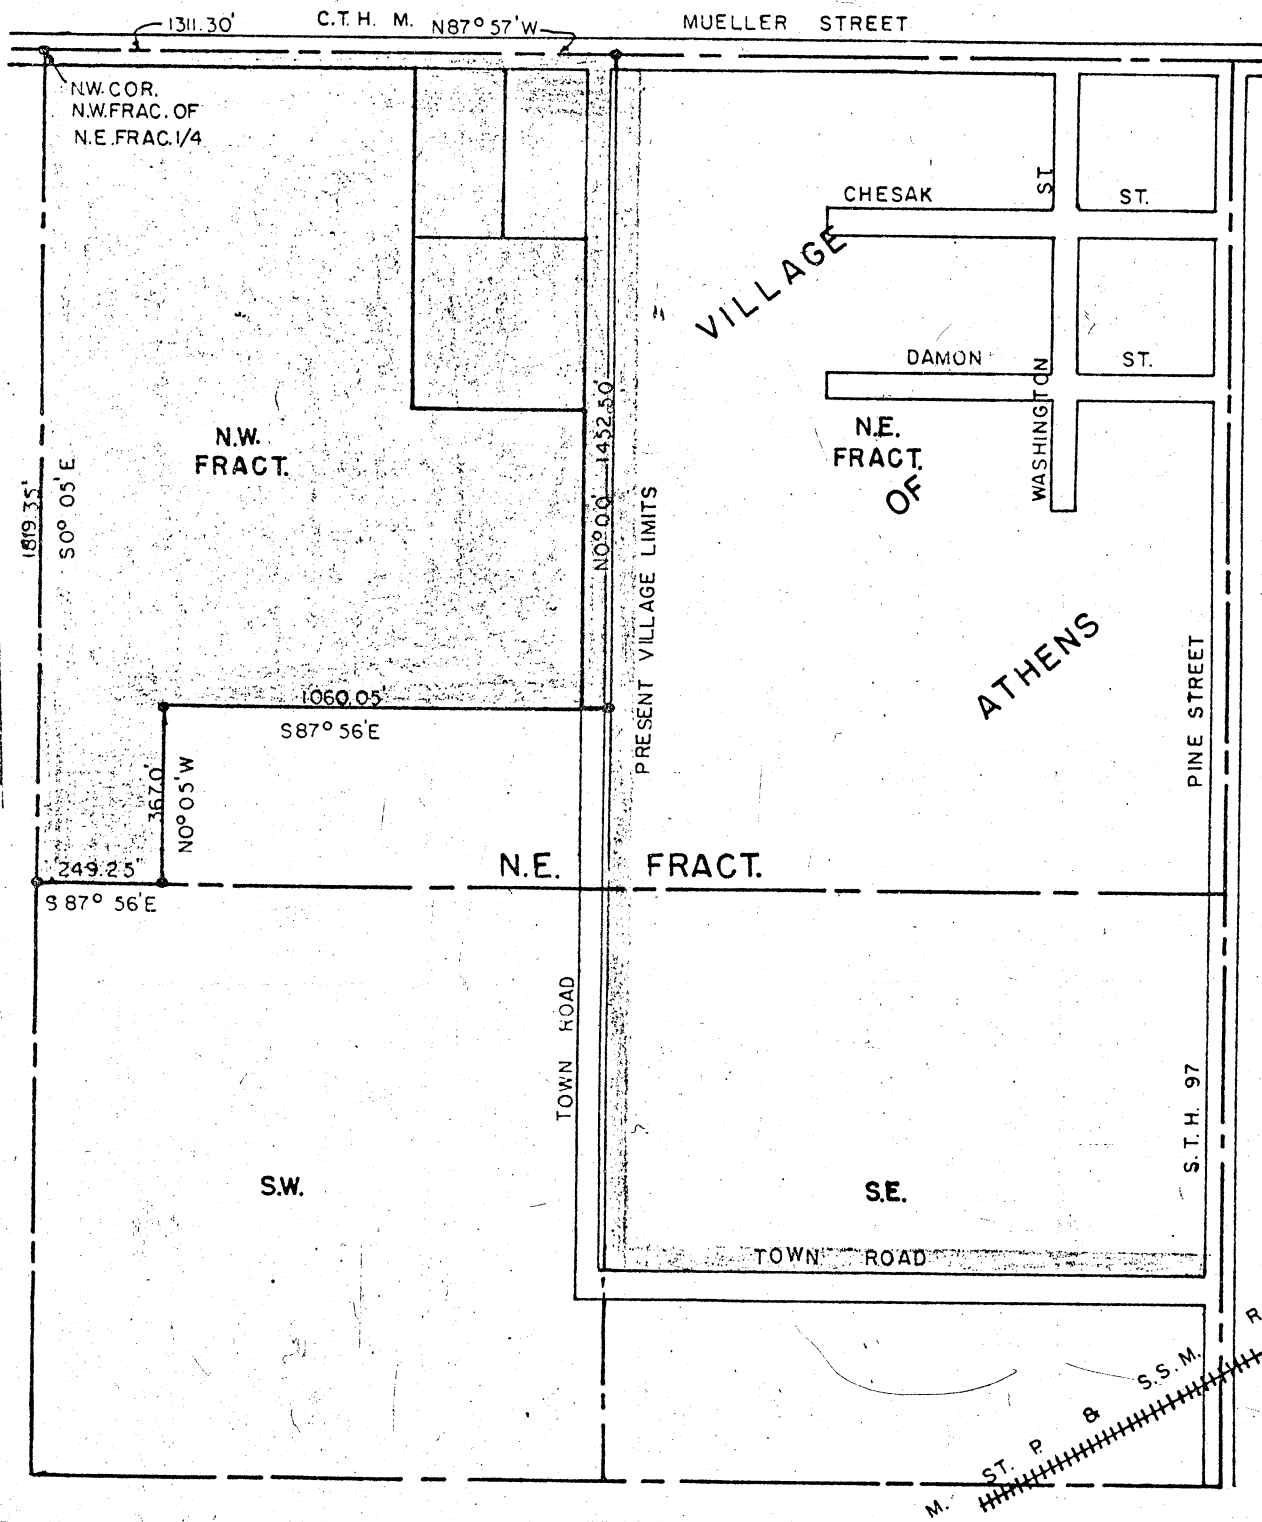 1311.30'
C.T.H. M.
N87° 57' W
MUELLER STREET
N.W. COR.
N.W. FRAC. OF
N.E. FRAC. 1/4
CHESAK ST.
WASHINGTON ST.
DAMON ST.
VILLAGE
OF
ATHENS
N.W.
FRACT.
N.E.
FRACT.
1819.35'
S0° 05' E
N0° 00' 1452.50'
PRESENT VILLAGE LIMITS
PINE STREET
1060.05'
S87° 56' E
367.0'
N0° 05' W
249.25'
S 87° 56' E
N.E. FRACT.
TOWN ROAD
S.T.H. 97
S.W.
S.E.
TOWN ROAD
M. ST. P. & S.S.M. R